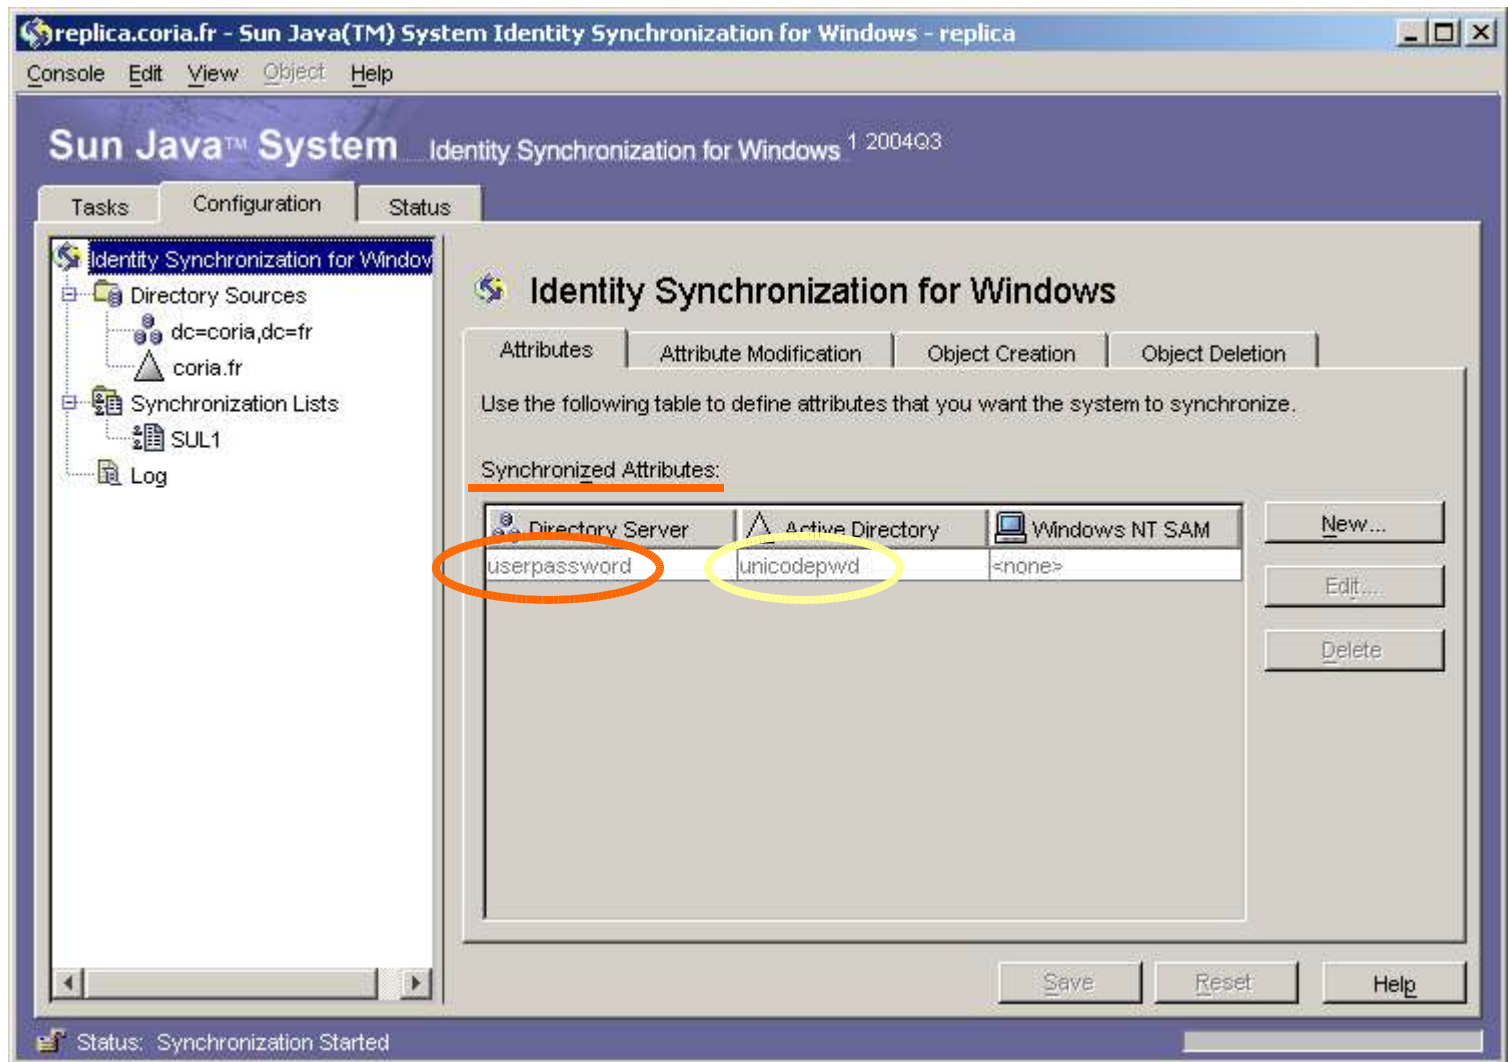 replica.coria.fr - Sun Java(TM) System Identity Synchronization for Windows - replica
Console Edit View Object Help
Sun Java™ System Identity Synchronization for Windows 1 2004Q3
Tasks Configuration Status
Identity Synchronization for Window
Directory Sources
dc=coria,dc=fr
coria.fr
Synchronization Lists
SUL1
Log
Identity Synchronization for Windows
Attributes Attribute Modification Object Creation Object Deletion
Use the following table to define attributes that you want the system to synchronize.
Synchronized Attributes:
Directory Server Active Directory Windows NT SAM
userpassword unicodepwd <none>
New...
Edit....
Delete
Save Reset Help
Status: Synchronization Started